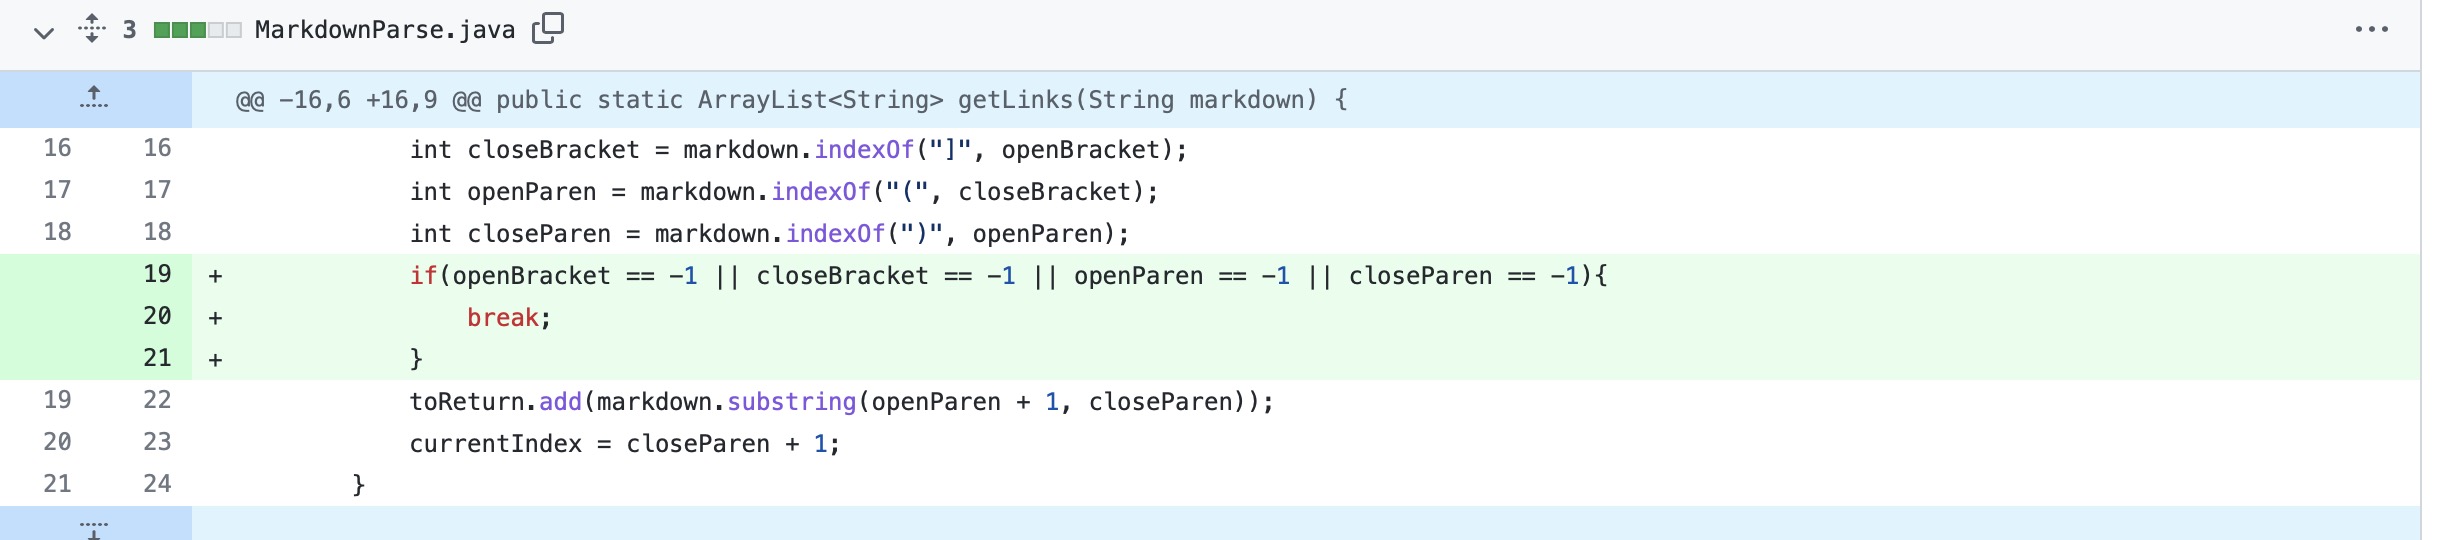 3 MarkdownParse.java
@@ -16,6 +16,9 @@ public static ArrayList<String> getLinks(String markdown) {
16 16 int closeBracket = markdown.indexOf("]", openBracket);
17 17 int openParen = markdown.indexOf("(", closeBracket);
18 18 int closeParen = markdown.indexOf(")", openParen);
19 + if(openBracket == -1 || closeBracket == -1 || openParen == -1 || closeParen == -1){
20 + break;
21 + }
19 22 toReturn.add(markdown.substring(openParen + 1, closeParen));
20 23 currentIndex = closeParen + 1;
21 24 }